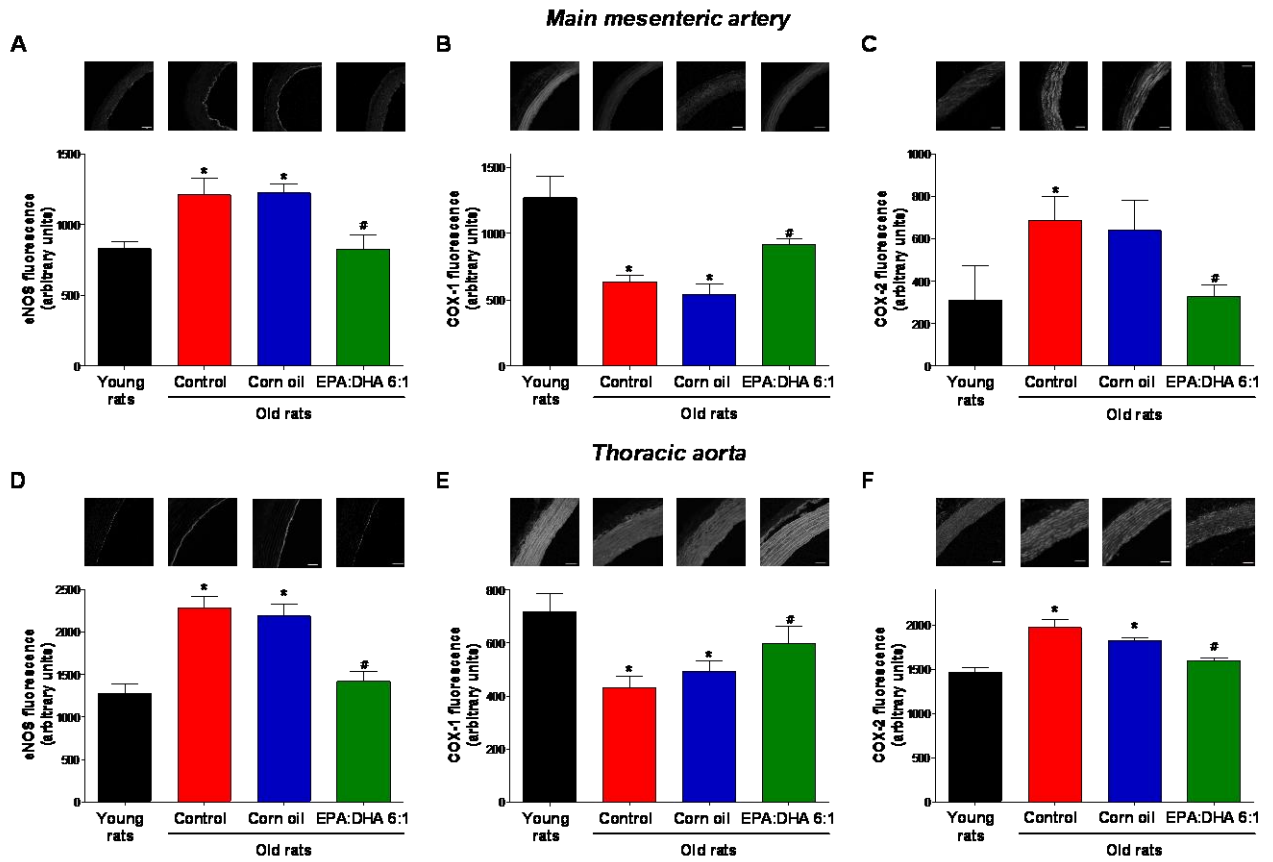 Main mesenteric artery
A
eNOS fluorescence
(arbitrary units)
1500
1000
500
0
*
*
#
Young
rats
Control
Corn oil
EPA:DHA 6:1
Old rats
B
COX-1 fluorescence
(arbitrary units)
1500
1000
500
0
*
*
#
Young
rats
Control
Corn oil
EPA:DHA 6:1
Old rats
C
COX-2 fluorescence
(arbitrary units)
1000
800
600
400
200
0
*
#
Young
rats
Control
Corn oil
EPA:DHA 6:1
Old rats
Thoracic aorta
D
eNOS fluorescence
(arbitrary units)
2500
2000
1500
1000
500
0
*
*
#
Young
rats
Control
Corn oil
EPA:DHA 6:1
Old rats
E
COX-1 fluorescence
(arbitrary units)
800
600
400
200
0
*
*
#
Young
rats
Control
Corn oil
EPA:DHA 6:1
Old rats
F
COX-2 fluorescence
(arbitrary units)
2000
1500
1000
500
0
*
*
#
Young
rats
Control
Corn oil
EPA:DHA 6:1
Old rats